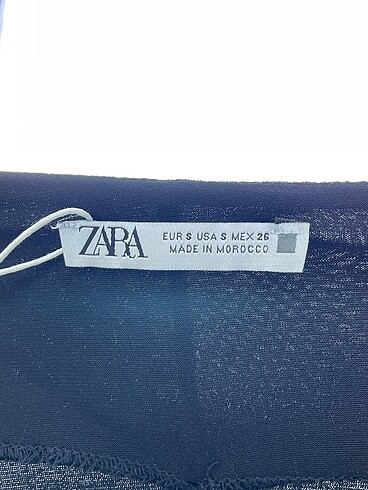 ZARA
EUR S USA S MEX 26
MADE IN MOROCCO